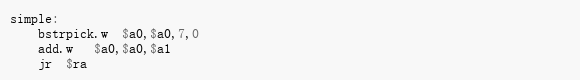 simple:
    bstrpick.w  $a0,$a0,7,0
    add.w   $a0,$a0,$a1
    jr  $ra